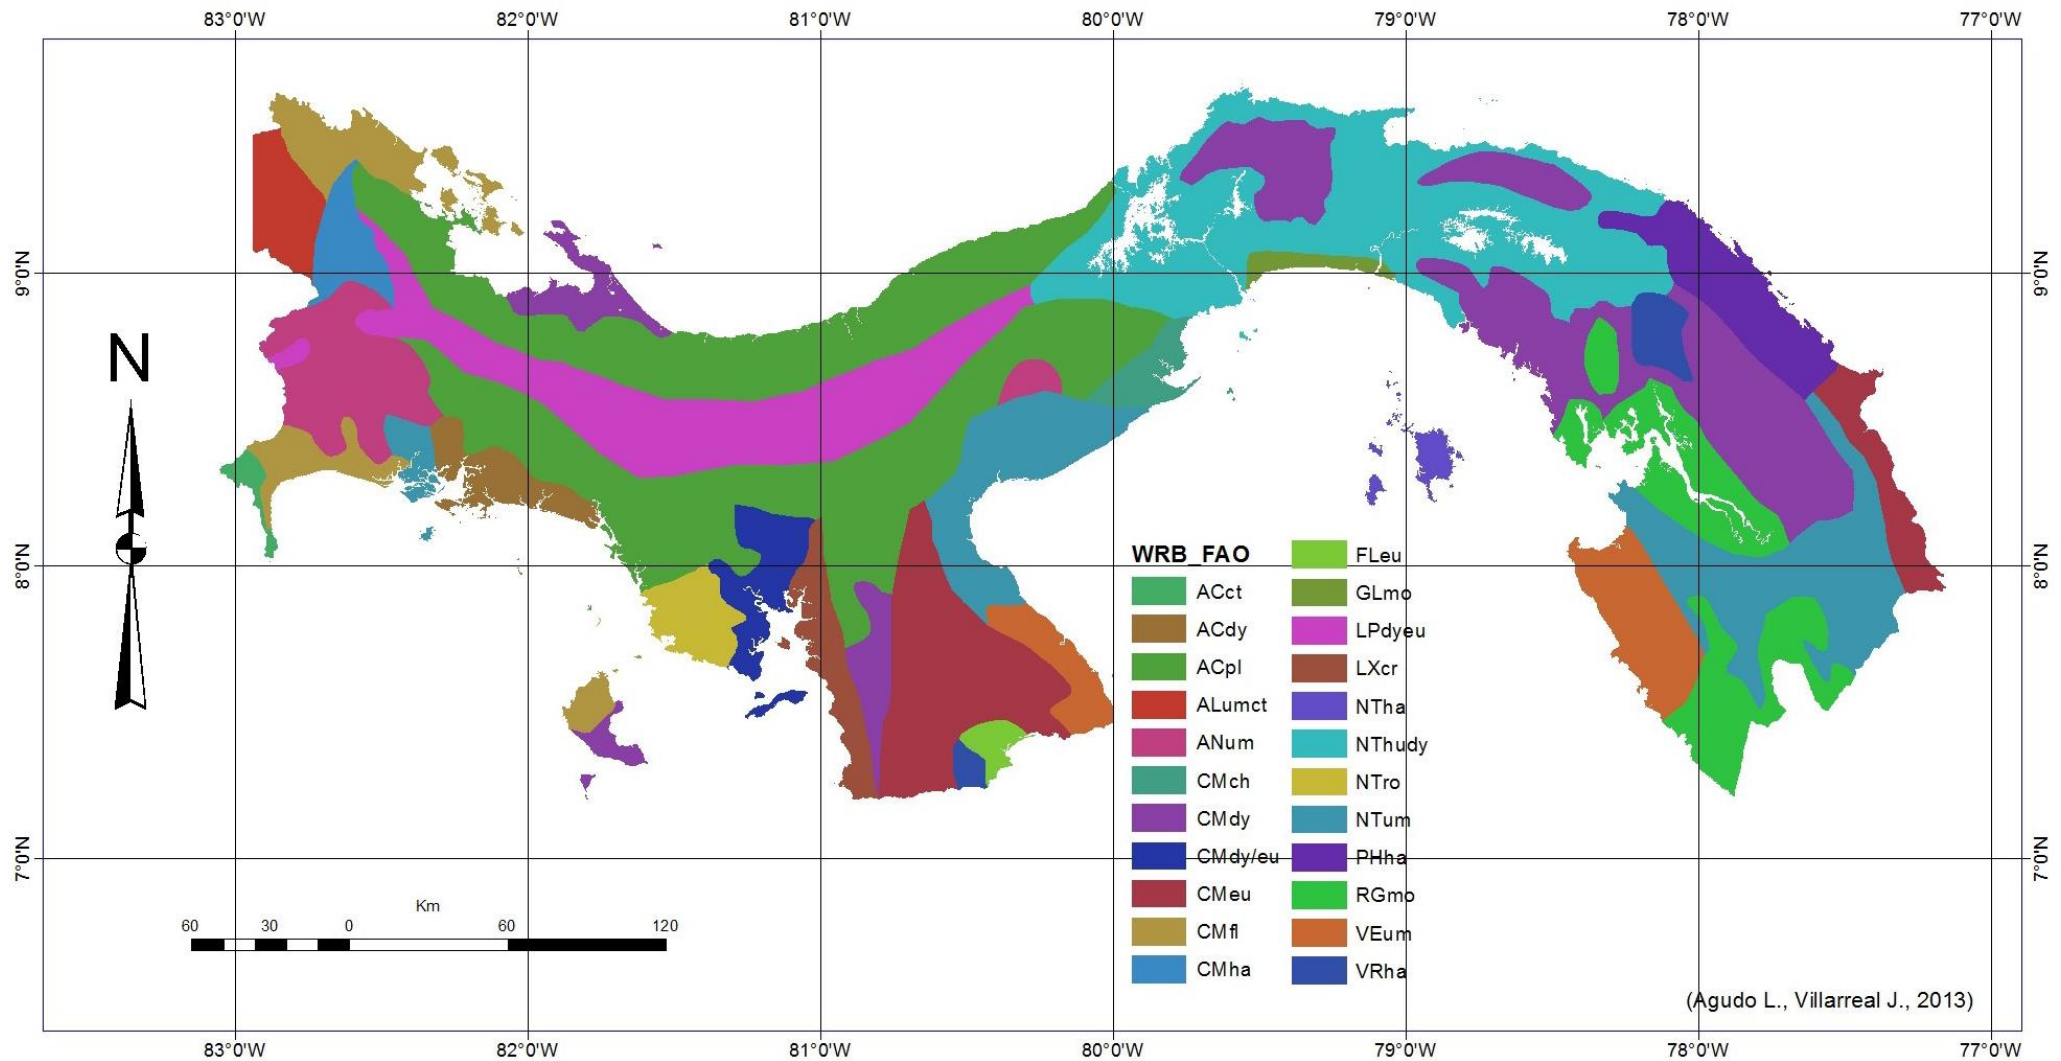 83°0'W 82°0'W 81°0'W 80°0'W 79°0'W 78°0'W 77°0'W
9°0'N 9°0'N
N
8°0'N 8°0'N
WRB_FAO
ACct
ACdy
ACpl
ALumct
ANum
CMch
CMdy
CMdy/eu
CMeu
CMfl
CMha
FLeu
GLmo
LPdyeu
LXcr
NTha
NThudy
NTro
NTum
PHha
RGmo
VEum
VRha
7°0'N 7°0'N
Km
60 30 0 60 120
(Agudo L., Villarreal J., 2013)
83°0'W 82°0'W 81°0'W 80°0'W 79°0'W 78°0'W 77°0'W